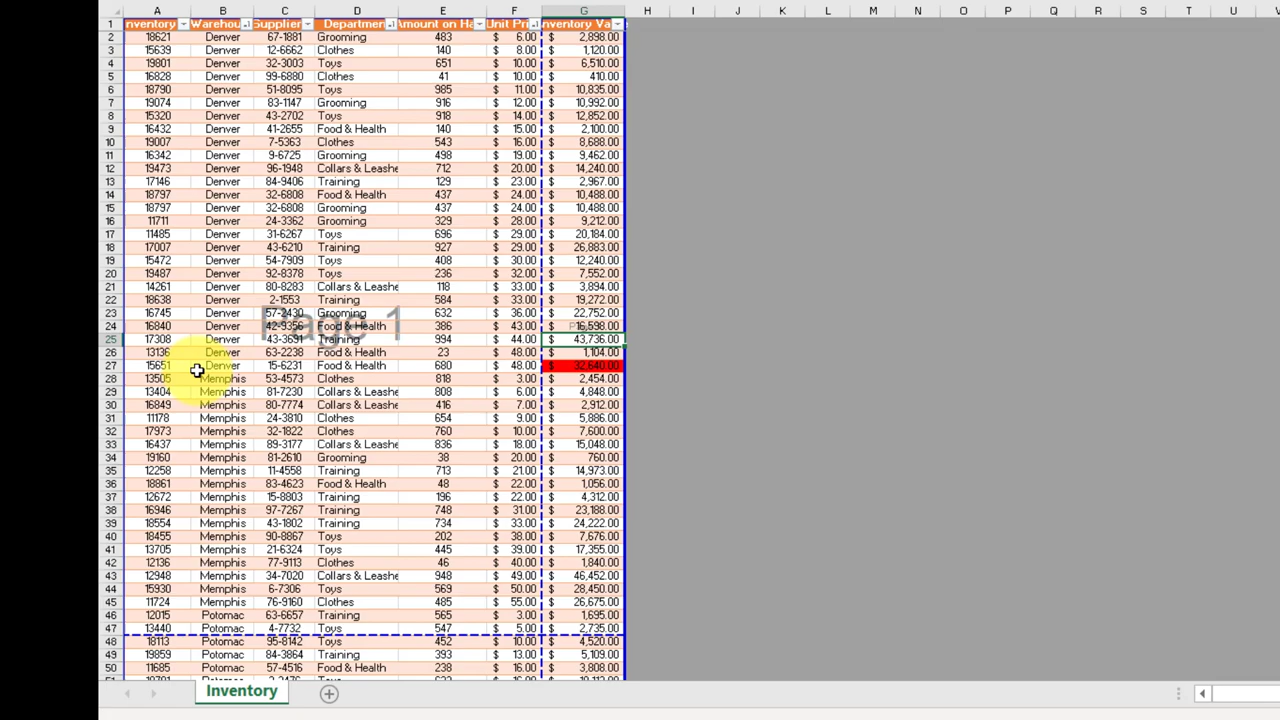 A B C D E F G H I J K L M N O P Q R S T U
1 nventory Warehou Supplier Departmen Amount on Ha Unit Pri nventory Va
2 18621 Denver 67-1881 Grooming 483 $ 6.00 $ 2,898.00
3 15639 Denver 12-6662 Clothes 140 $ 8.00 $ 1,120.00
4 19801 Denver 32-3003 Toys 651 $ 10.00 $ 6,510.00
5 16828 Denver 99-6880 Clothes 41 $ 10.00 $ 410.00
6 18790 Denver 51-8095 Toys 985 $ 11.00 $ 10,835.00
7 19074 Denver 83-1147 Grooming 916 $ 12.00 $ 10,992.00
8 15320 Denver 43-2702 Toys 918 $ 14.00 $ 12,852.00
9 16432 Denver 41-2655 Food & Health 140 $ 15.00 $ 2,100.00
10 19007 Denver 7-5363 Clothes 543 $ 16.00 $ 8,688.00
11 16342 Denver 9-6725 Grooming 498 $ 19.00 $ 9,462.00
12 19473 Denver 96-1948 Collars & Leashe 712 $ 20.00 $ 14,240.00
13 17146 Denver 84-9406 Training 129 $ 23.00 $ 2,967.00
14 18797 Denver 32-6808 Food & Health 437 $ 24.00 $ 10,488.00
15 18797 Denver 32-6808 Grooming 437 $ 24.00 $ 10,488.00
16 11711 Denver 24-3362 Grooming 329 $ 28.00 $ 9,212.00
17 11485 Denver 31-6267 Toys 696 $ 29.00 $ 20,184.00
18 17007 Denver 43-6210 Training 927 $ 29.00 $ 26,883.00
19 15472 Denver 54-7909 Toys 408 $ 30.00 $ 12,240.00
20 19487 Denver 92-8378 Toys 236 $ 32.00 $ 7,552.00
21 14261 Denver 80-8283 Collars & Leashe 118 $ 33.00 $ 3,894.00
22 18638 Denver 2-1553 Training 584 $ 33.00 $ 19,272.00
23 16745 Denver 57-2430 Grooming 632 $ 36.00 $ 22,752.00
24 16840 Denver 42-9356 Food & Health 386 $ 43.00 $ 16,598.00
Page 1
25 17308 Denver 43-3691 Training 994 $ 44.00 $ 43,736.00
26 13136 Denver 63-2238 Food & Health 23 $ 48.00 $ 1,104.00
27 15651 Denver 15-6231 Food & Health 680 $ 48.00 $ 32,640.00
28 13505 Memphis 53-4573 Clothes 818 $ 3.00 $ 2,454.00
29 13404 Memphis 81-7230 Collars & Leashe 808 $ 6.00 $ 4,848.00
30 16849 Memphis 80-7774 Collars & Leashe 416 $ 7.00 $ 2,912.00
31 11178 Memphis 24-3810 Clothes 654 $ 9.00 $ 5,886.00
32 17973 Memphis 32-1822 Clothes 760 $ 10.00 $ 7,600.00
33 16437 Memphis 89-3177 Collars & Leashe 836 $ 18.00 $ 15,048.00
34 19160 Memphis 81-2610 Grooming 38 $ 20.00 $ 760.00
35 12258 Memphis 11-4558 Training 713 $ 21.00 $ 14,973.00
36 18861 Memphis 83-4623 Food & Health 48 $ 22.00 $ 1,056.00
37 12672 Memphis 15-8803 Training 196 $ 22.00 $ 4,312.00
38 16946 Memphis 97-7267 Training 748 $ 31.00 $ 23,188.00
39 18554 Memphis 43-1802 Training 734 $ 33.00 $ 24,222.00
40 18455 Memphis 90-8867 Toys 202 $ 38.00 $ 7,676.00
41 13705 Memphis 21-6324 Toys 445 $ 39.00 $ 17,355.00
42 12136 Memphis 77-9113 Clothes 46 $ 40.00 $ 1,840.00
43 12948 Memphis 34-7020 Collars & Leashe 948 $ 49.00 $ 46,452.00
44 15930 Memphis 6-7306 Toys 569 $ 50.00 $ 28,450.00
45 11724 Memphis 76-9160 Clothes 485 $ 55.00 $ 26,675.00
46 12015 Potomac 63-6657 Training 565 $ 3.00 $ 1,695.00
47 13440 Potomac 4-7732 Toys 547 $ 5.00 $ 2,735.00
48 18113 Potomac 95-8142 Toys 452 $ 10.00 $ 4,520.00
49 19859 Potomac 84-3864 Training 393 $ 13.00 $ 5,109.00
50 11685 Potomac 57-4516 Food & Health 238 $ 16.00 $ 3,808.00
Inventory